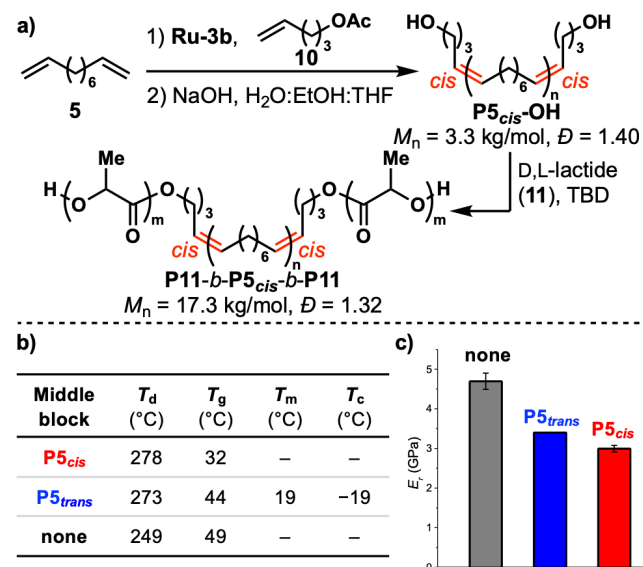 a)
1) Ru-3b,
OAc
3
10
2) NaOH, H2O:EtOH:THF
6
5
HO
OH
3
3
cis
6
n
cis
P5cis-OH
Mn = 3.3 kg/mol, Đ = 1.40
D,L-lactide
(11), TBD
Me
Me
H
O
O
m
O
3
3
O
O
O
H
m
cis
6
n
cis
P11-b-P5cis-b-P11
Mn = 17.3 kg/mol, Đ = 1.32
b)
Middle block Td (°C) Tg (°C) Tm (°C) Tc (°C)
P5cis 278 32 – –
P5trans 273 44 19 −19
none 249 49 – –
c)
none
P5trans
P5cis
Er (GPa)
5
4
3
2
1
0